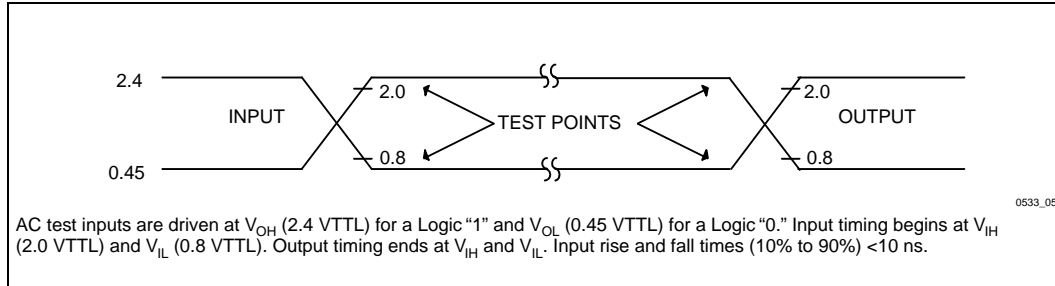 2.4
2.0
2.0
INPUT
TEST POINTS
OUTPUT
0.8
0.8
0.45
0533_05
AC test inputs are driven at VOH (2.4 VTTL) for a Logic “1” and VOL (0.45 VTTL) for a Logic “0.” Input timing begins at VIH
(2.0 VTTL) and VIL (0.8 VTTL). Output timing ends at VIH and VIL. Input rise and fall times (10% to 90%) <10 ns.